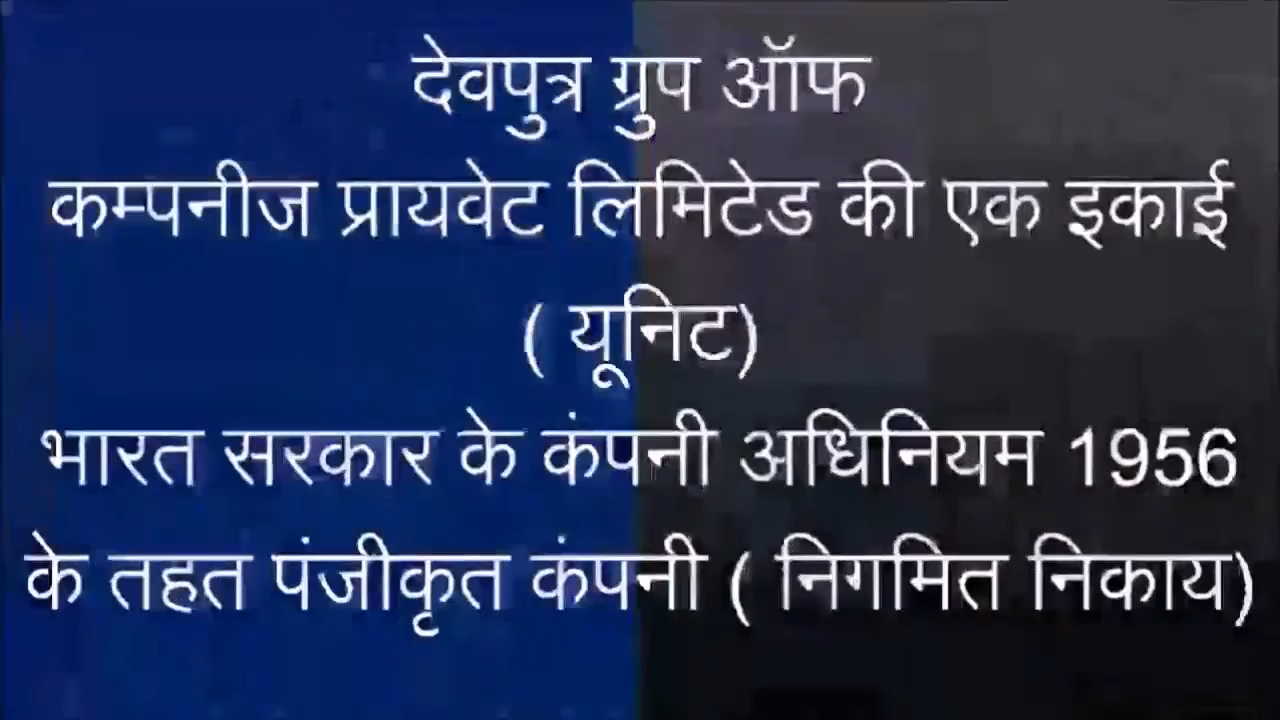 देवपुत्र ग्रुप ऑफ
कम्पनीज प्रायवेट लिमिटेड की एक इकाई
( यूनिट)
भारत सरकार के कंपनी अधिनियम 1956
के तहत पंजीकृत कंपनी ( निगमित निकाय)